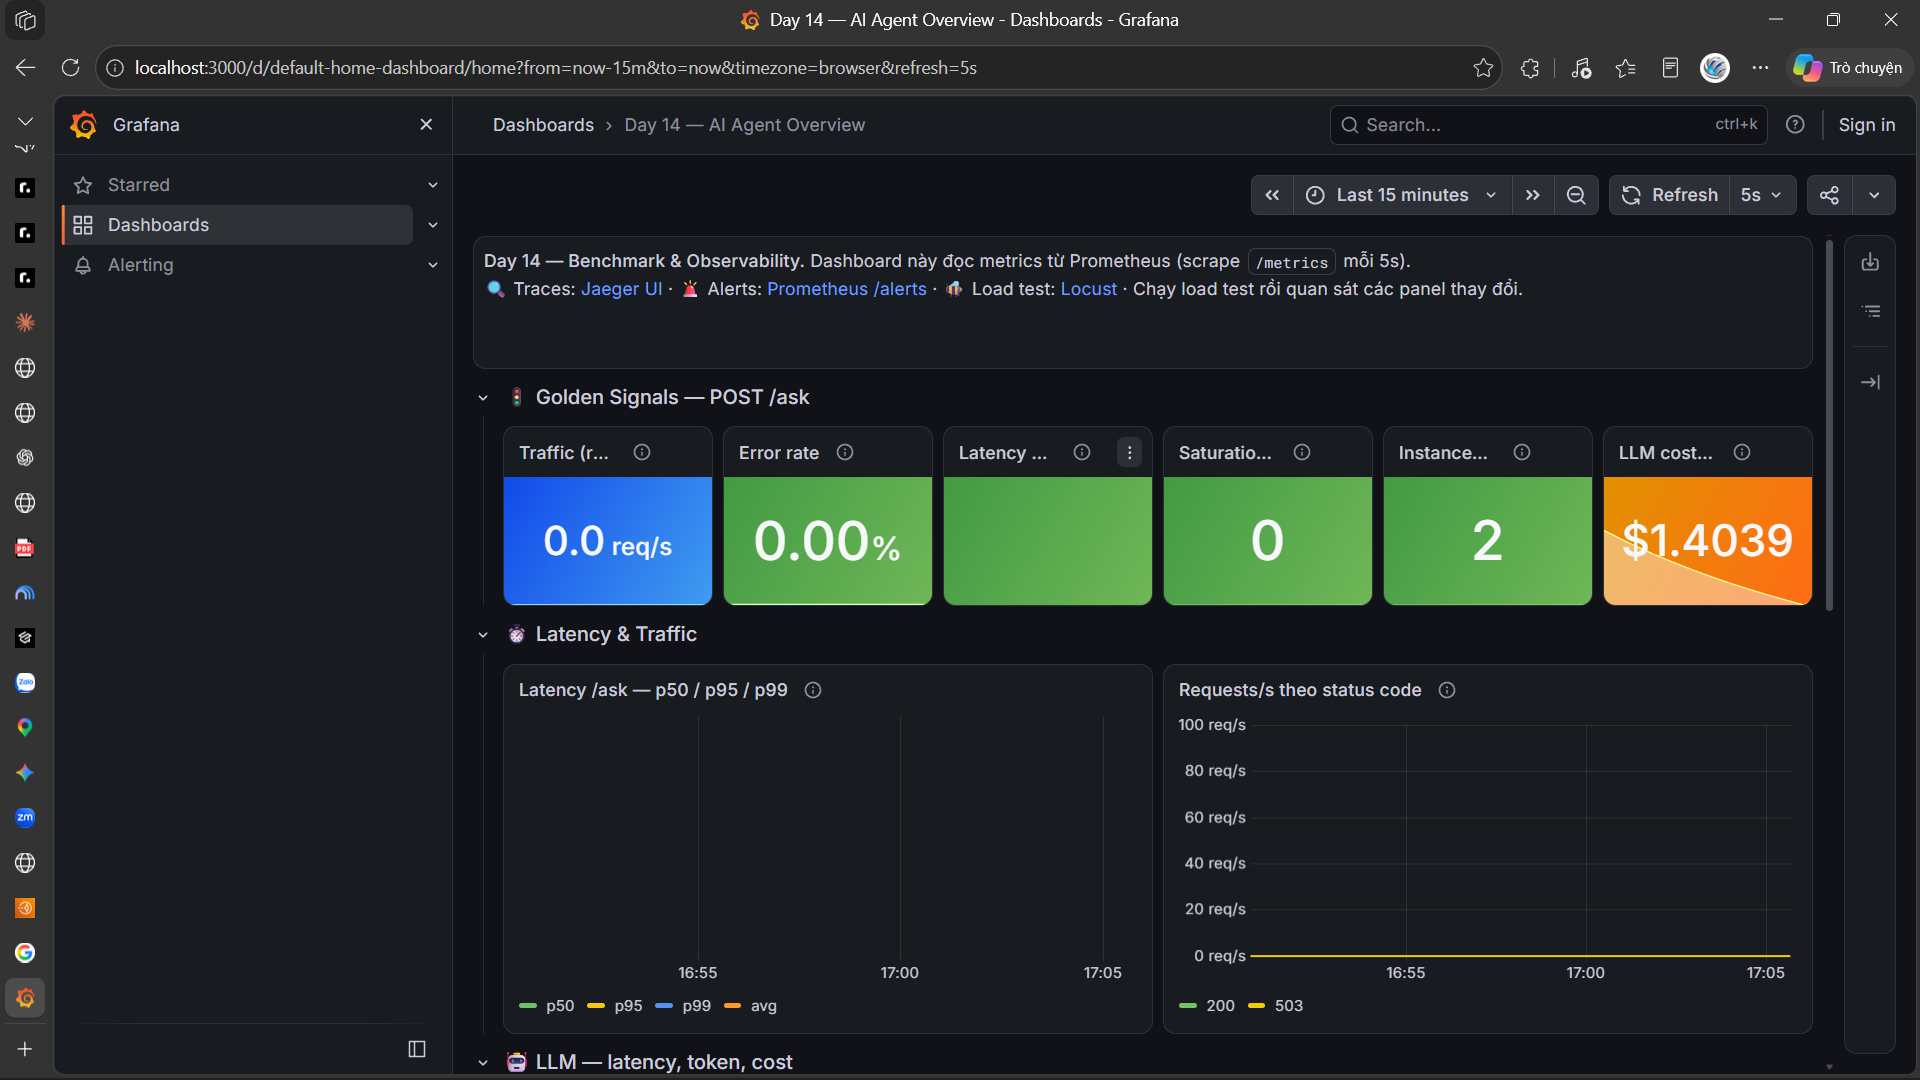 Day 14 — AI Agent Overview - Dashboards - Grafana
localhost:3000/d/default-home-dashboard/home?from=now-15m&to=now&timezone=browser&refresh=5s
Trò chuyện
Grafana
Dashboards › Day 14 — AI Agent Overview
Search...
ctrl+k
Sign in
Starred
Dashboards
Alerting
Last 15 minutes
Refresh
5s
Day 14 — Benchmark & Observability. Dashboard này đọc metrics từ Prometheus (scrape /metrics mỗi 5s).
🔍 Traces: Jaeger UI · 🚨 Alerts: Prometheus /alerts · 🐝 Load test: Locust · Chạy load test rồi quan sát các panel thay đổi.
🚦 Golden Signals — POST /ask
Traffic (r...
0.0 req/s
Error rate
0.00%
Latency ...
Saturatio...
0
Instance...
2
LLM cost...
$1.4039
⏱ Latency & Traffic
Latency /ask — p50 / p95 / p99
16:55
17:00
17:05
p50
p95
p99
avg
Requests/s theo status code
100 req/s
80 req/s
60 req/s
40 req/s
20 req/s
0 req/s
16:55
17:00
17:05
200
503
🤖 LLM — latency, token, cost
PDF
Zalo
zm